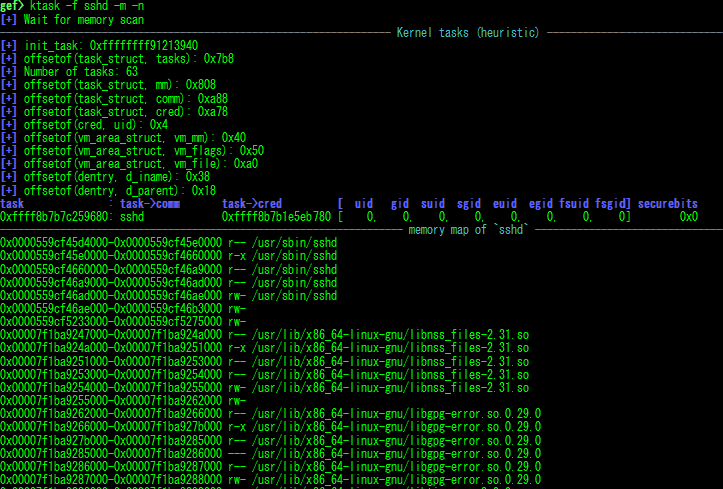 gef> ktask -f sshd -m -n
[+] Wait for memory scan
Kernel tasks (heuristic)
[+] init_task: 0xffffffff91213940
[+] offsetof(task_struct, tasks): 0x7b8
[+] Number of tasks: 63
[+] offsetof(task_struct, mm): 0x808
[+] offsetof(task_struct, comm): 0xa88
[+] offsetof(task_struct, cred): 0xa78
[+] offsetof(cred, uid): 0x4
[+] offsetof(vm_area_struct, vm_mm): 0x40
[+] offsetof(vm_area_struct, vm_flags): 0x50
[+] offsetof(vm_area_struct, vm_file): 0xa0
[+] offsetof(dentry, d_iname): 0x38
[+] offsetof(dentry, d_parent): 0x18
task : task->comm task->cred [ uid gid suid sgid euid egid fsuid fsgid] securebits
0xffff8b7b7c259680: sshd 0xffff8b7b1e5eb780 [ 0, 0, 0, 0, 0, 0, 0, 0] 0x0
memory map of `sshd`
0x0000559cf45d4000-0x0000559cf45e0000 r-- /usr/sbin/sshd
0x0000559cf45e0000-0x0000559cf4660000 r-x /usr/sbin/sshd
0x0000559cf4660000-0x0000559cf46a9000 r-- /usr/sbin/sshd
0x0000559cf46a9000-0x0000559cf46ad000 r-- /usr/sbin/sshd
0x0000559cf46ad000-0x0000559cf46ae000 rw- /usr/sbin/sshd
0x0000559cf46ae000-0x0000559cf46b3000 rw-
0x0000559cf5233000-0x0000559cf5275000 rw-
0x00007f1ba9247000-0x00007f1ba924a000 r-- /usr/lib/x86_64-linux-gnu/libnss_files-2.31.so
0x00007f1ba924a000-0x00007f1ba9251000 r-x /usr/lib/x86_64-linux-gnu/libnss_files-2.31.so
0x00007f1ba9251000-0x00007f1ba9253000 r-- /usr/lib/x86_64-linux-gnu/libnss_files-2.31.so
0x00007f1ba9253000-0x00007f1ba9254000 r-- /usr/lib/x86_64-linux-gnu/libnss_files-2.31.so
0x00007f1ba9254000-0x00007f1ba9255000 rw- /usr/lib/x86_64-linux-gnu/libnss_files-2.31.so
0x00007f1ba9255000-0x00007f1ba9262000 rw-
0x00007f1ba9262000-0x00007f1ba9266000 r-- /usr/lib/x86_64-linux-gnu/libgpg-error.so.0.29.0
0x00007f1ba9266000-0x00007f1ba927b000 r-x /usr/lib/x86_64-linux-gnu/libgpg-error.so.0.29.0
0x00007f1ba927b000-0x00007f1ba9285000 r-- /usr/lib/x86_64-linux-gnu/libgpg-error.so.0.29.0
0x00007f1ba9285000-0x00007f1ba9286000 --- /usr/lib/x86_64-linux-gnu/libgpg-error.so.0.29.0
0x00007f1ba9286000-0x00007f1ba9287000 r-- /usr/lib/x86_64-linux-gnu/libgpg-error.so.0.29.0
0x00007f1ba9287000-0x00007f1ba9288000 rw- /usr/lib/x86_64-linux-gnu/libgpg-error.so.0.29.0